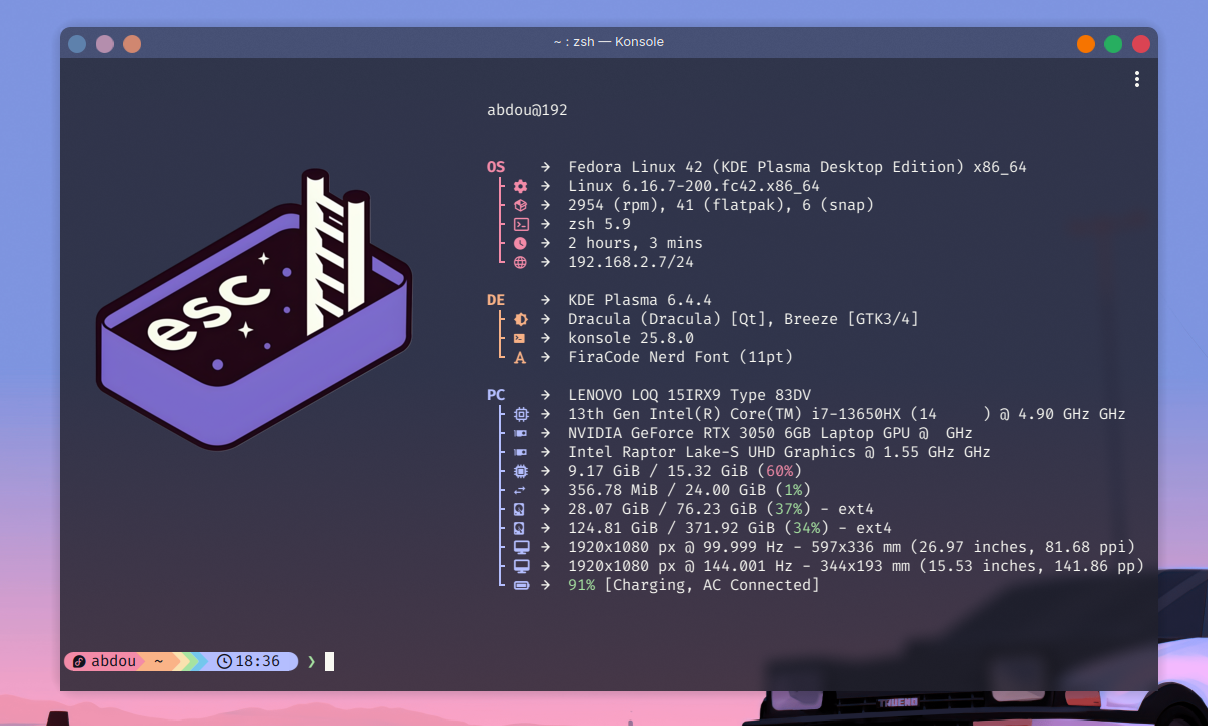 ~ : zsh — Konsole
abdou@192
OS → Fedora Linux 42 (KDE Plasma Desktop Edition) x86_64
→ Linux 6.16.7-200.fc42.x86_64
→ 2954 (rpm), 41 (flatpak), 6 (snap)
→ zsh 5.9
→ 2 hours, 3 mins
→ 192.168.2.7/24
DE → KDE Plasma 6.4.4
→ Dracula (Dracula) [Qt], Breeze [GTK3/4]
→ konsole 25.8.0
→ FiraCode Nerd Font (11pt)
PC → LENOVO LOQ 15IRX9 Type 83DV
→ 13th Gen Intel(R) Core(TM) i7-13650HX (14 ) @ 4.90 GHz GHz
→ NVIDIA GeForce RTX 3050 6GB Laptop GPU @ GHz
→ Intel Raptor Lake-S UHD Graphics @ 1.55 GHz GHz
→ 9.17 GiB / 15.32 GiB (60%)
→ 356.78 MiB / 24.00 GiB (1%)
→ 28.07 GiB / 76.23 GiB (37%) - ext4
→ 124.81 GiB / 371.92 GiB (34%) - ext4
→ 1920x1080 px @ 99.999 Hz - 597x336 mm (26.97 inches, 81.68 ppi)
→ 1920x1080 px @ 144.001 Hz - 344x193 mm (15.53 inches, 141.86 pp)
→ 91% [Charging, AC Connected]
esc
abdou ~ 18:36 ❯
TRUENO